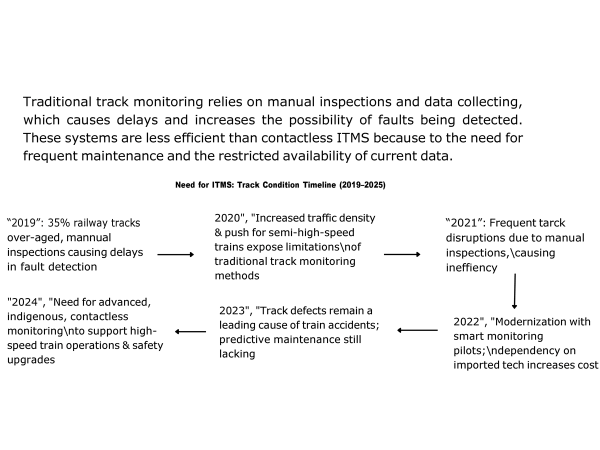 Traditional track monitoring relies on manual inspections and data collecting,
which causes delays and increases the possibility of faults being detected.
These systems are less efficient than contactless ITMS because to the need for
frequent maintenance and the restricted availability of current data.
Need for ITMS: Track Condition Timeline (2019–2025)
“2019”: 35% railway tracks
over-aged, mannual
inspections causing delays
in fault detection
2020", "Increased traffic density
& push for semi-high-speed
trains expose limitations\nof
traditional track monitoring
methods
“2021”: Frequent tarck
disruptions due to manual
inspections,\causing
ineffiency
2022", "Modernization with
smart monitoring
pilots;\ndependency on
imported tech increases cost
2023", "Track defects remain a
leading cause of train accidents;
predictive maintenance still
lacking
"2024", "Need for advanced,
indigenous, contactless
monitoring\nto support high-
speed train operations & safety
upgrades